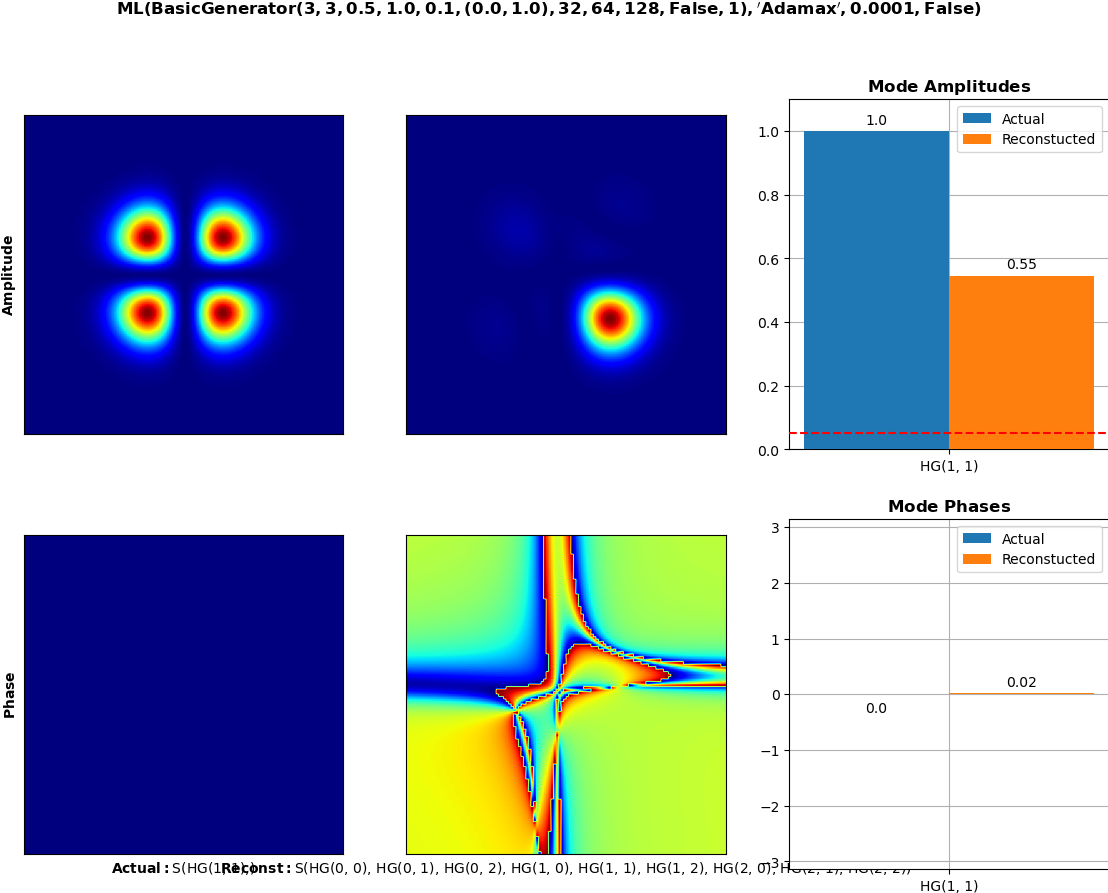 ML(BasicGenerator(3, 3, 0.5, 1.0, 0.1, (0.0, 1.0), 32, 64, 128, False, 1), 'Adamax', 0.0001, False)
Mode Amplitudes
Amplitude
1.0
0.8
0.6
0.4
0.2
0.0
1.0
0.55
Actual
Reconstucted
HG(1, 1)
Mode Phases
Phase
3
2
1
0
−1
−2
−3
0.0
0.02
Actual
Reconstucted
HG(1, 1)
Actual: S(HG(1, 1))
Reconst: S(HG(0, 0), HG(0, 1), HG(0, 2), HG(1, 0), HG(1, 1), HG(1, 2), HG(2, 0), HG(2, 1), HG(2, 2))